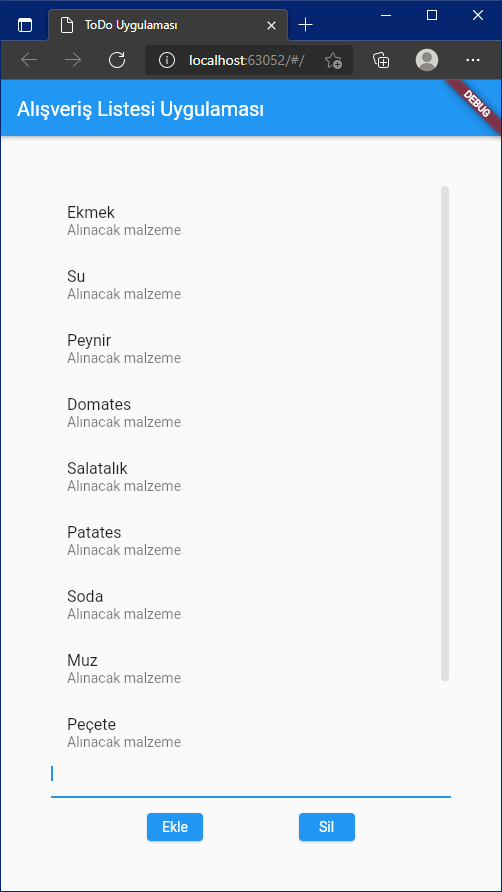 ToDo Uygulaması
localhost:63052/#/
Alışveriş Listesi Uygulaması
DEBUG
Ekmek
Alınacak malzeme
Su
Alınacak malzeme
Peynir
Alınacak malzeme
Domates
Alınacak malzeme
Salatalık
Alınacak malzeme
Patates
Alınacak malzeme
Soda
Alınacak malzeme
Muz
Alınacak malzeme
Peçete
Alınacak malzeme
Ekle
Sil